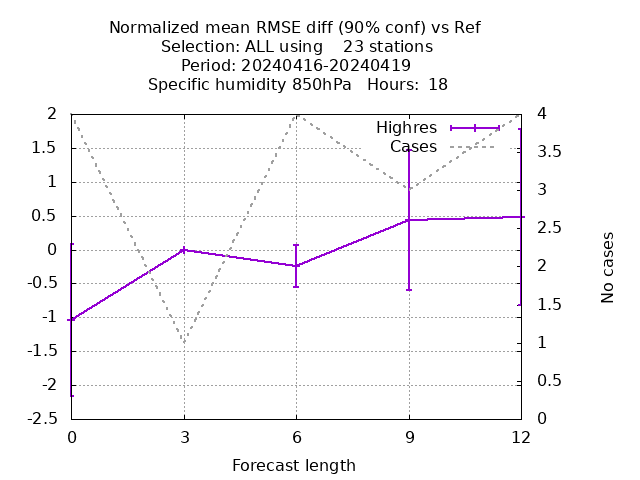 Normalized mean RMSE diff (90% conf) vs Ref
Selection: ALL using    23 stations
Period: 20240416-20240419
Specific humidity 850hPa   Hours:  18
Highres
Cases
2
1.5
1
0.5
0
-0.5
-1
-1.5
-2
-2.5
4
3.5
3
2.5
2
1.5
1
0.5
0
No cases
0 3 6 9 12
Forecast length